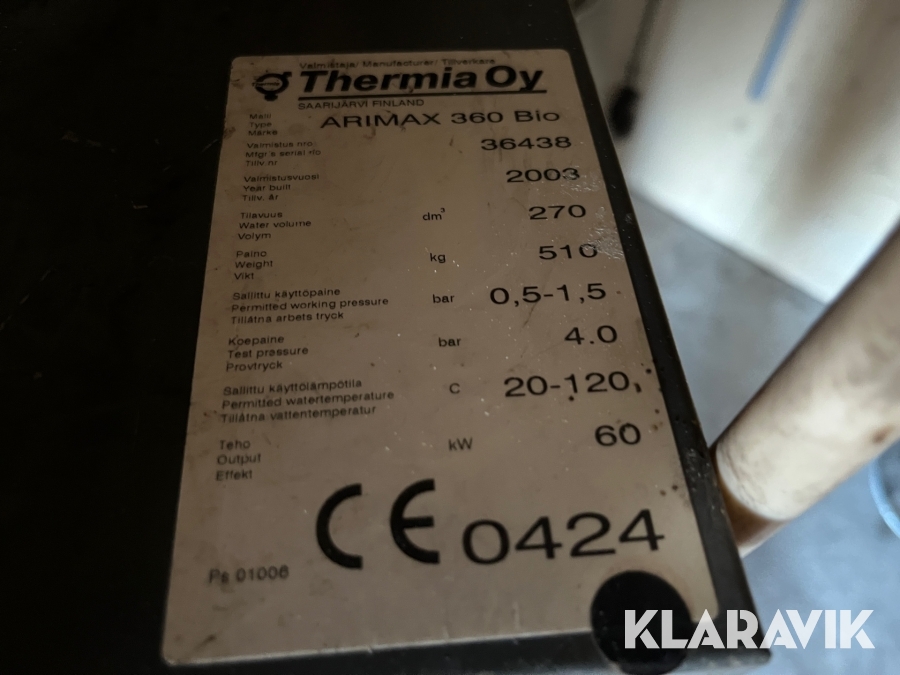 Valmistaja/ Manufacturer/ Tillverkare
Thermia Oy
SAARIJÄRVI FINLAND
Malli
Type
Märke
ARIMAX 360 Bio
Valmistus nro:
Mfgr:s serial no
Tillv.nr
36438
Valmistusvuosi
Year built
Tillv. år
2003
Tilavuus
Water volume
Volym
dm³
270
Paino
Weight
Vikt
kg
510
Sallittu käyttöpaine
Permitted working pressure
Tillåtna arbets tryck
bar
0,5-1,5
Koepaine
Test pressure
Provtryck
bar
4.0
Sallittu käyttölämpötila
Permitted watertemperature
Tillåtna vattentemperatur
C
20-120,
Teho
Output
Effekt
kW
60
CE 0424
Ps 01006
KLARAVIK